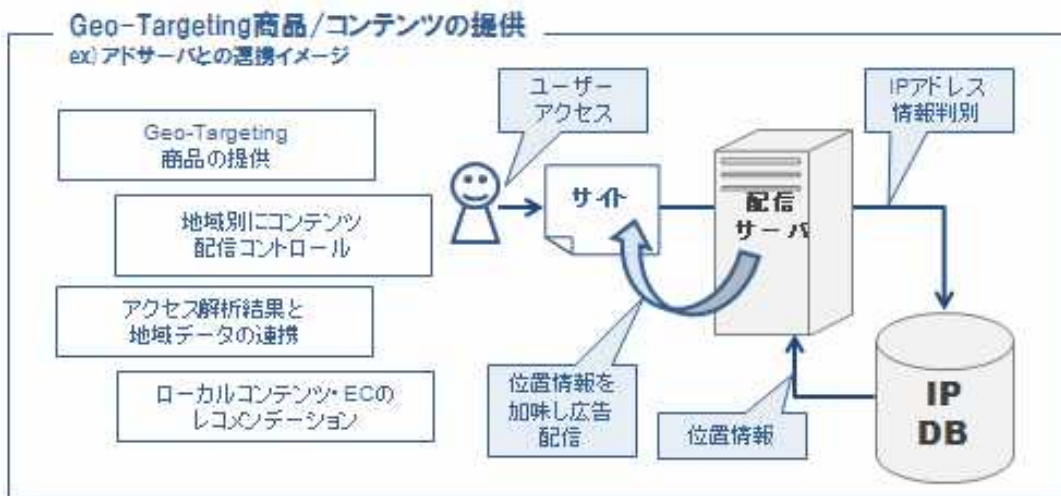 Geo-Targeting商品/コンテンツの提供
ex)アドサーバとの連携イメージ
Geo-Targeting
商品の提供
地域別にコンテンツ
配信コントロール
アクセス解析結果と
地域データの連携
ローカルコンテンツ・ECの
レコメンデーション
ユーザー
アクセス
サイト
配信
サーバ
IPアドレス
情報判別
位置情報を
加味し広告
配信
位置情報
IP
DB